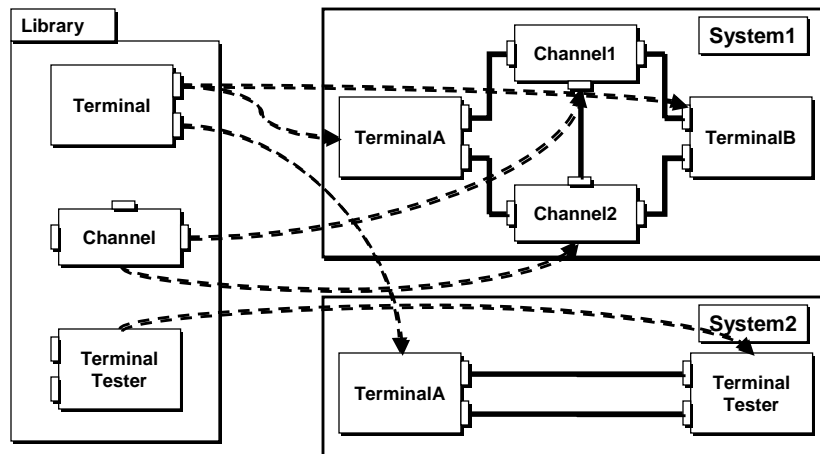 Library
Terminal
Channel
Terminal
Tester
System1
Channel1
TerminalA
TerminalB
Channel2
System2
TerminalA
Terminal
Tester